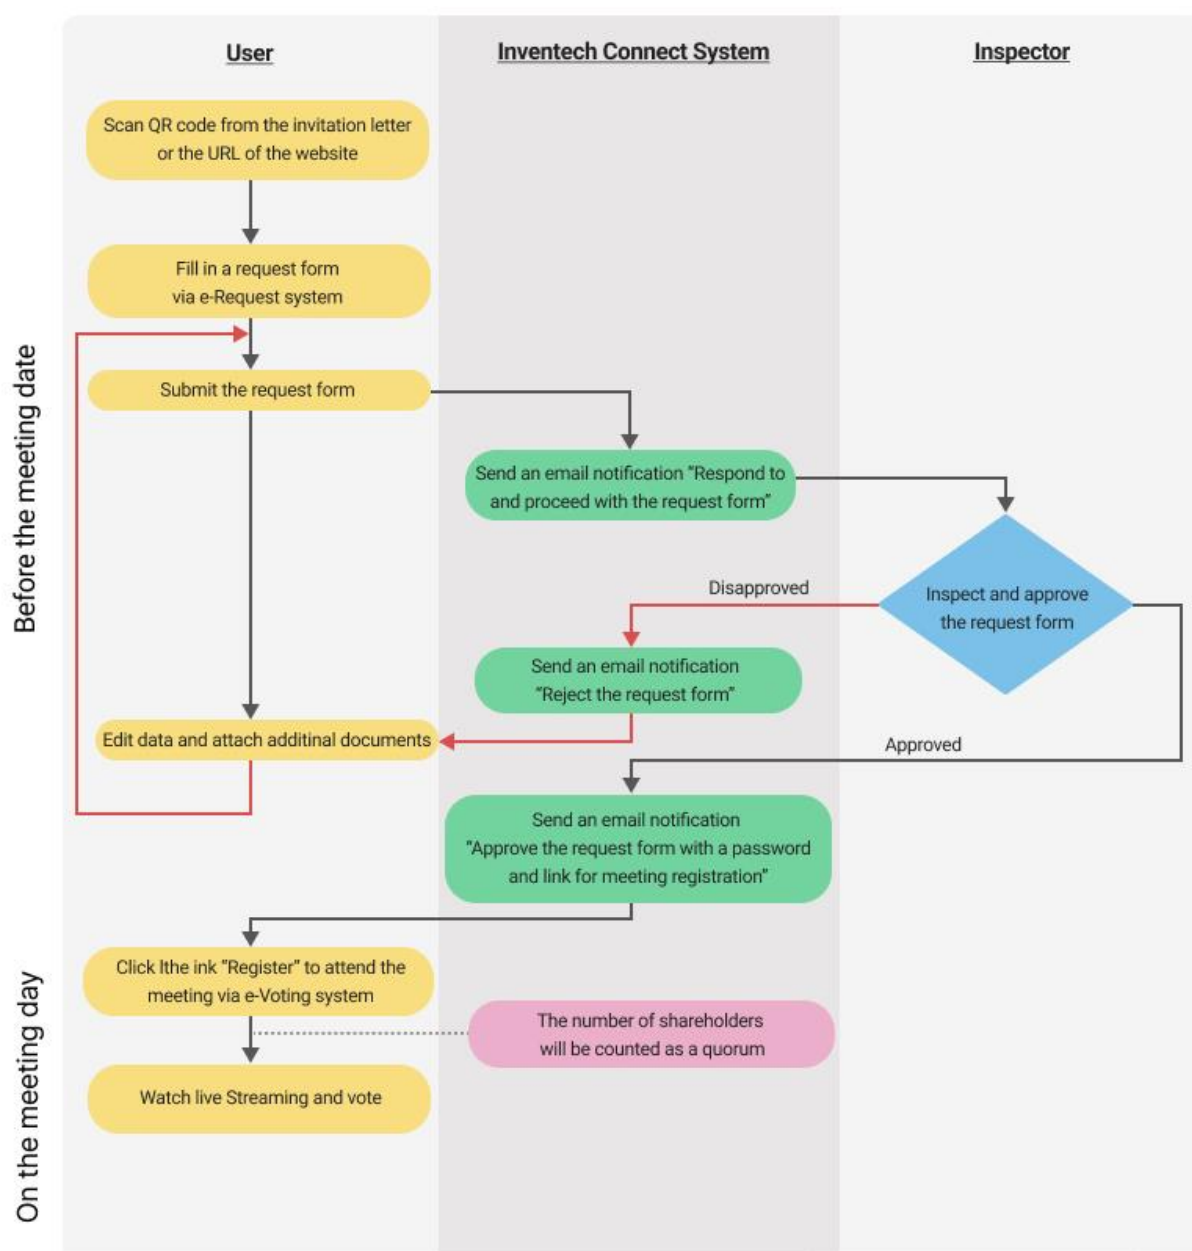 User
Inventech Connect System
Inspector
Before the meeting date
Scan QR code from the invitation letter
or the URL of the website
Fill in a request form
via e-Request system
Submit the request form
Send an email notification “Respond to
and proceed with the request form”
Inspect and approve
the request form
Disapproved
Send an email notification
“Reject the request form”
Edit data and attach additinal documents
Approved
Send an email notification
“Approve the request form with a password
and link for meeting registration”
On the meeting day
Click lthe ink “Register” to attend the
meeting via e-Voting system
The number of shareholders
will be counted as a quorum
Watch live Streaming and vote